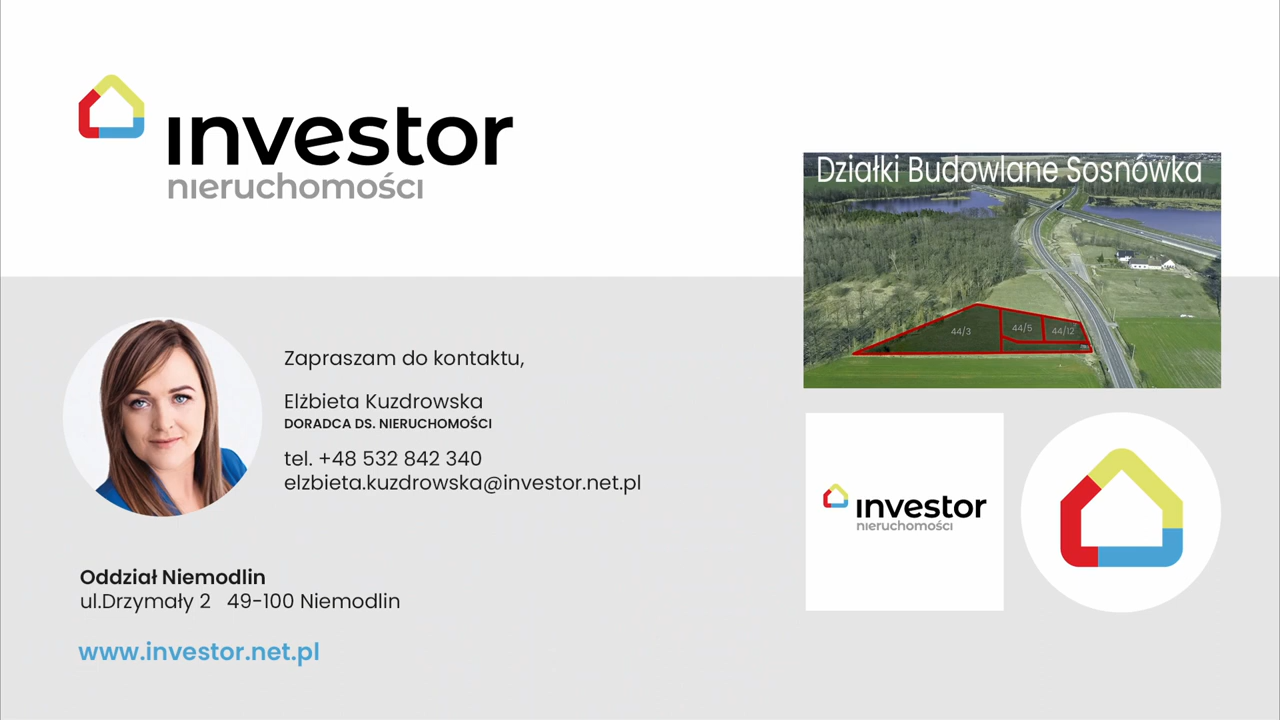 investor
nieruchomości
Działki Budowlane Sosnówka
44/3
44/5
44/12
Zapraszam do kontaktu,
Elżbieta Kuzdrowska
DORADCA DS. NIERUCHOMOŚCI
tel. +48 532 842 340
elzbieta.kuzdrowska@investor.net.pl
investor
nieruchomości
Oddział Niemodlin
ul.Drzymały 2 49-100 Niemodlin
www.investor.net.pl